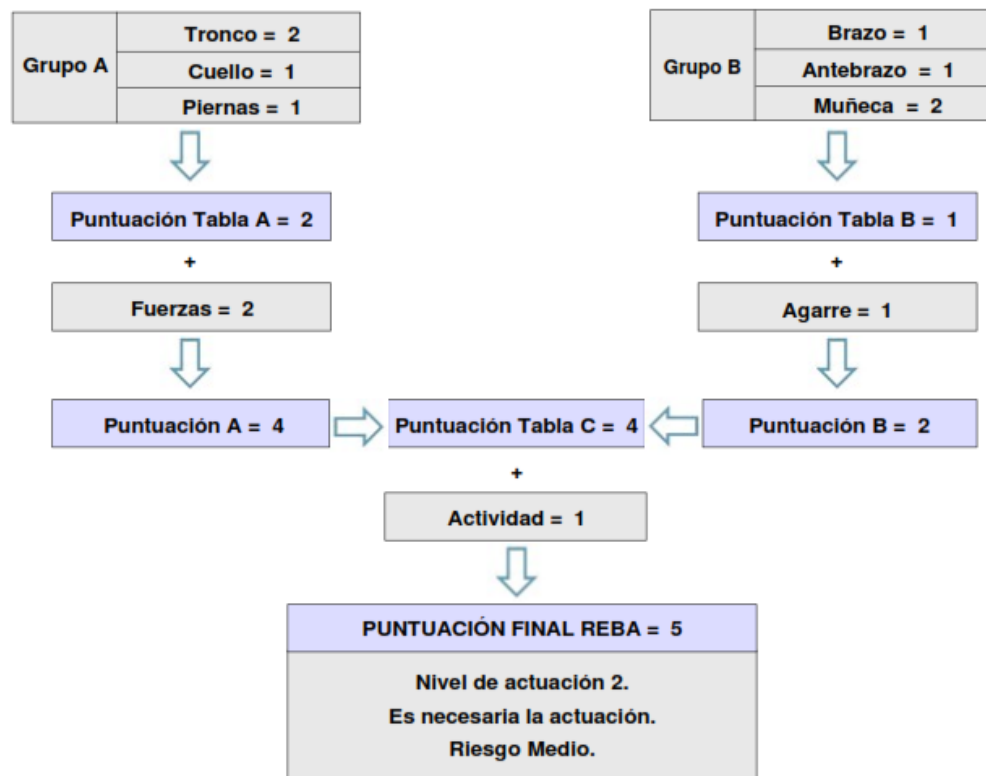 Grupo A
Tronco = 2
Cuello = 1
Piernas = 1
Grupo B
Brazo = 1
Antebrazo = 1
Muñeca = 2
Puntuación Tabla A = 2
Puntuación Tabla B = 1
+
+
Fuerzas = 2
Agarre = 1
Puntuación A = 4
Puntuación Tabla C = 4
Puntuación B = 2
+
Actividad = 1
PUNTUACIÓN FINAL REBA = 5
Nivel de actuación 2.
Es necesaria la actuación.
Riesgo Medio.